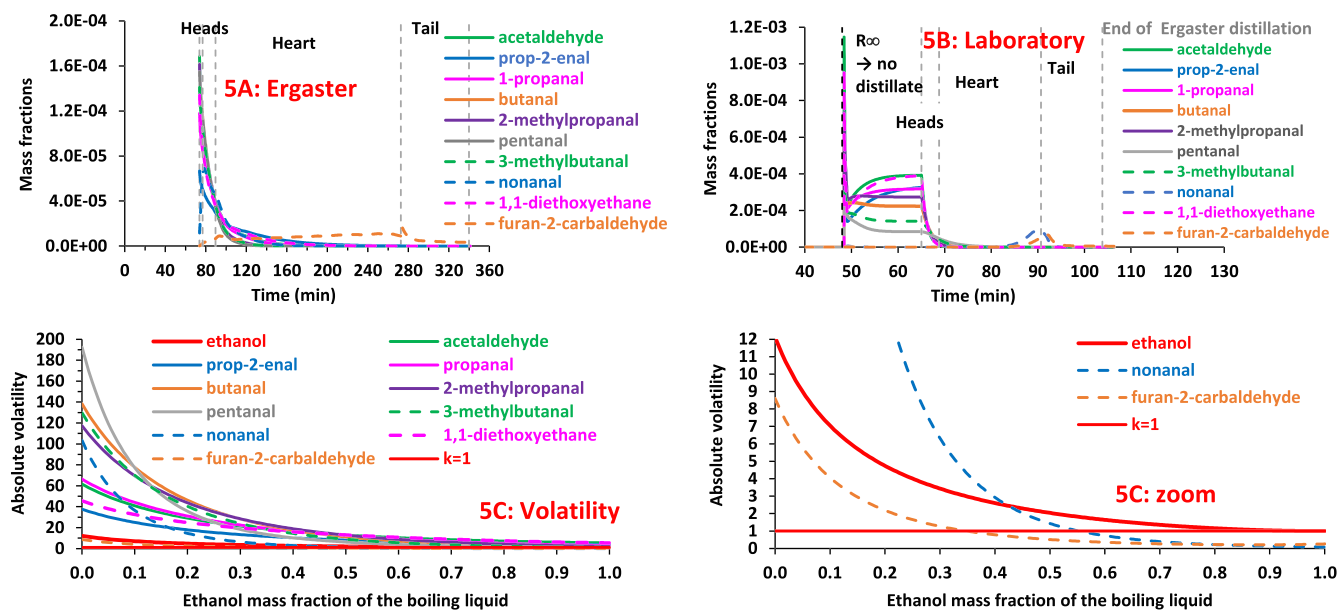 Heads
Heart
Tail
5A: Ergaster
acetaldehyde
prop-2-enal
1-propanal
butanal
2-methylpropanal
pentanal
3-methylbutanal
nonanal
1,1-diethoxyethane
furan-2-carbaldehyde
Mass fractions
2.0E-04
1.6E-04
1.2E-04
8.0E-05
4.0E-05
0.0E+00
0 40 80 120 160 200 240 280 320 360
Time (min)
R∞
→ no
distillate
Heads
5B: Laboratory
Heart
Tail
End of Ergaster distillation
acetaldehyde
prop-2-enal
1-propanal
butanal
2-methylpropanal
pentanal
3-methylbutanal
nonanal
1,1-diethoxyethane
furan-2-carbaldehyde
Mass fractions
1.2E-03
1.0E-03
8.0E-04
6.0E-04
4.0E-04
2.0E-04
0.0E+00
40 50 60 70 80 90 100 110 120 130
Time (min)
ethanol
acetaldehyde
prop-2-enal
propanal
butanal
2-methylpropanal
pentanal
3-methylbutanal
nonanal
1,1-diethoxyethane
furan-2-carbaldehyde
k=1
5C: Volatility
Absolute volatility
200
180
160
140
120
100
80
60
40
20
0
0.0 0.1 0.2 0.3 0.4 0.5 0.6 0.7 0.8 0.9 1.0
Ethanol mass fraction of the boiling liquid
ethanol
nonanal
furan-2-carbaldehyde
k=1
5C: zoom
Absolute volatility
12
11
10
9
8
7
6
5
4
3
2
1
0
0.0 0.1 0.2 0.3 0.4 0.5 0.6 0.7 0.8 0.9 1.0
Ethanol mass fraction of the boiling liquid